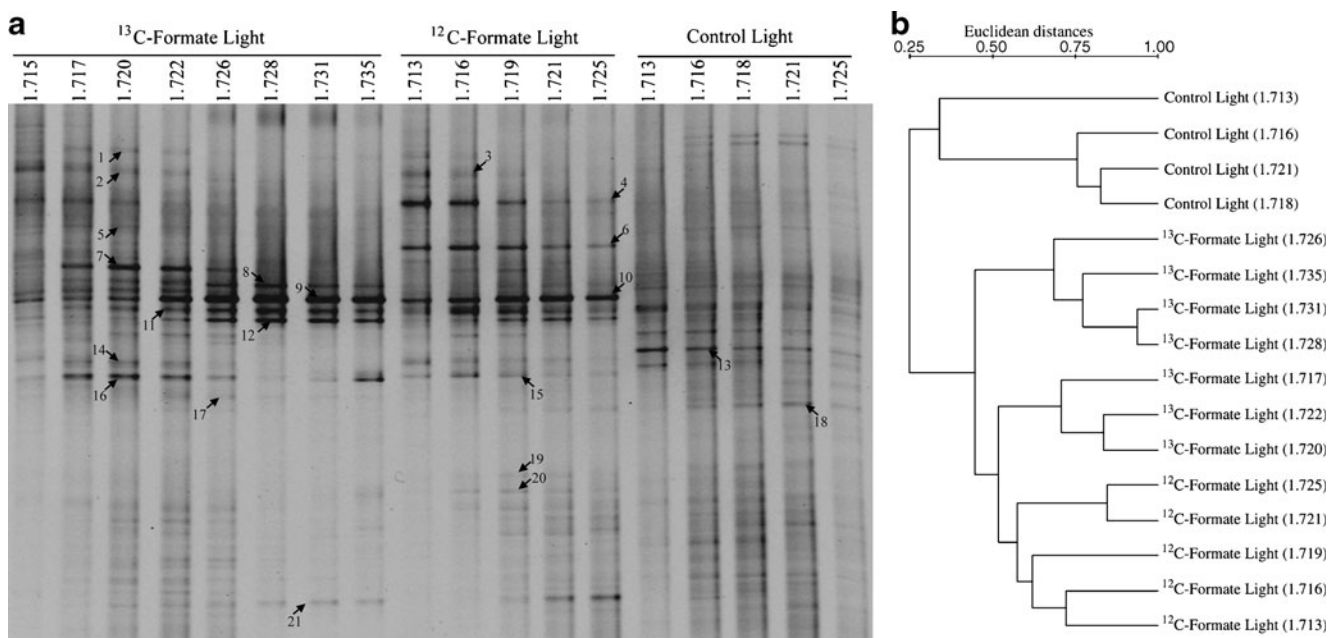 a
¹³C-Formate Light ¹²C-Formate Light Control Light
1.715 1.717 1.720 1.722 1.726 1.728 1.731 1.735 1.713 1.716 1.719 1.721 1.725 1.713 1.716 1.718 1.721 1.725
1
2
3
4
5
6
7
8
9
10
11
12
13
14
15
16
17
18
19
20
21
b
Euclidean distances
0.25 0.50 0.75 1.00
Control Light (1.713)
Control Light (1.716)
Control Light (1.721)
Control Light (1.718)
¹³C-Formate Light (1.726)
¹³C-Formate Light (1.735)
¹³C-Formate Light (1.731)
¹³C-Formate Light (1.728)
¹³C-Formate Light (1.717)
¹³C-Formate Light (1.722)
¹³C-Formate Light (1.720)
¹²C-Formate Light (1.725)
¹²C-Formate Light (1.721)
¹²C-Formate Light (1.719)
¹²C-Formate Light (1.716)
¹²C-Formate Light (1.713)